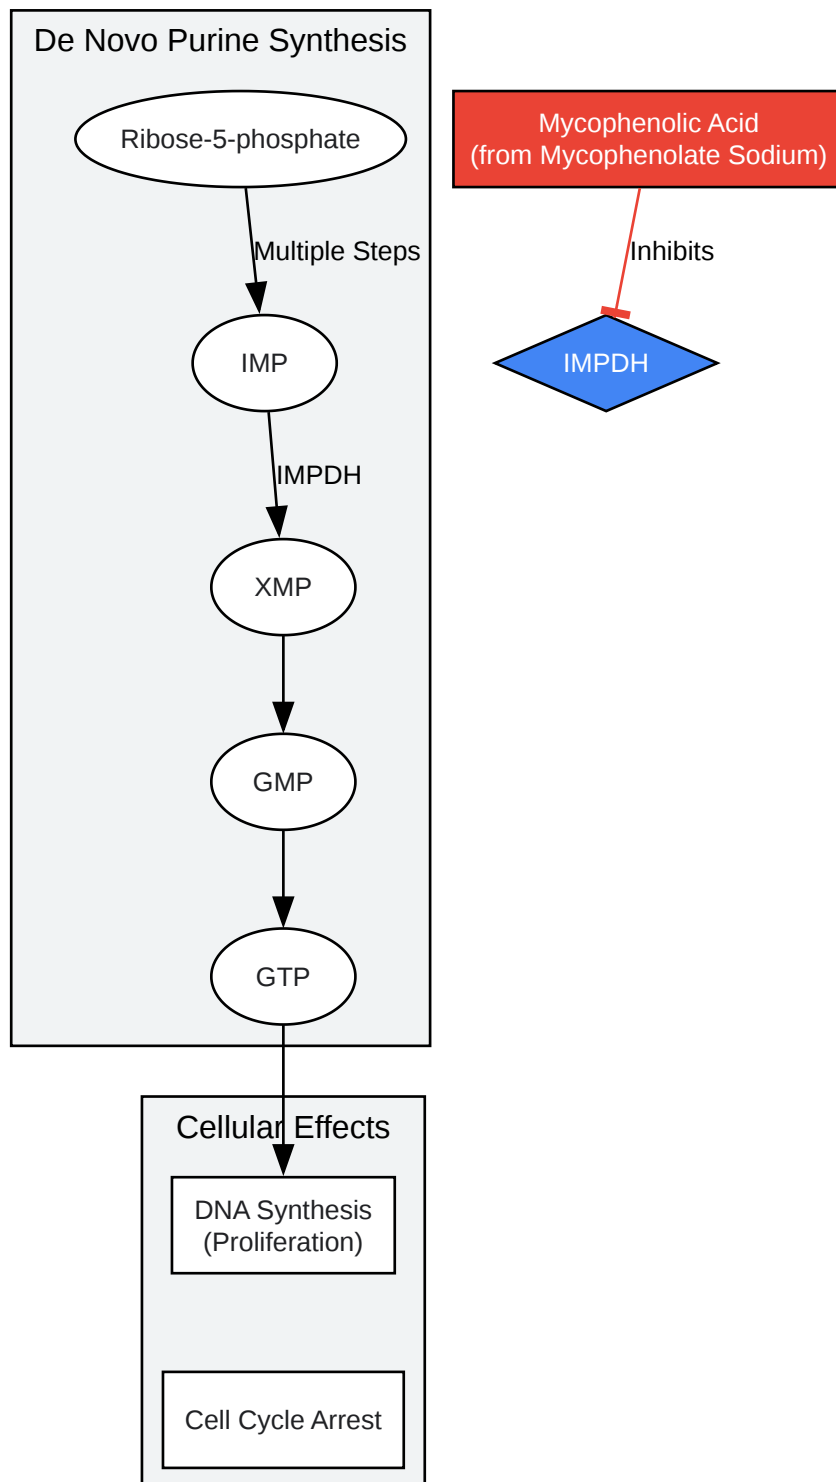 De Novo Purine Synthesis
Ribose-5-phosphate
Multiple Steps
IMP
IMPDH
XMP
GMP
GTP
Mycophenolic Acid
(from Mycophenolate Sodium)
Inhibits
IMPDH
Cellular Effects
DNA Synthesis
(Proliferation)
Cell Cycle Arrest